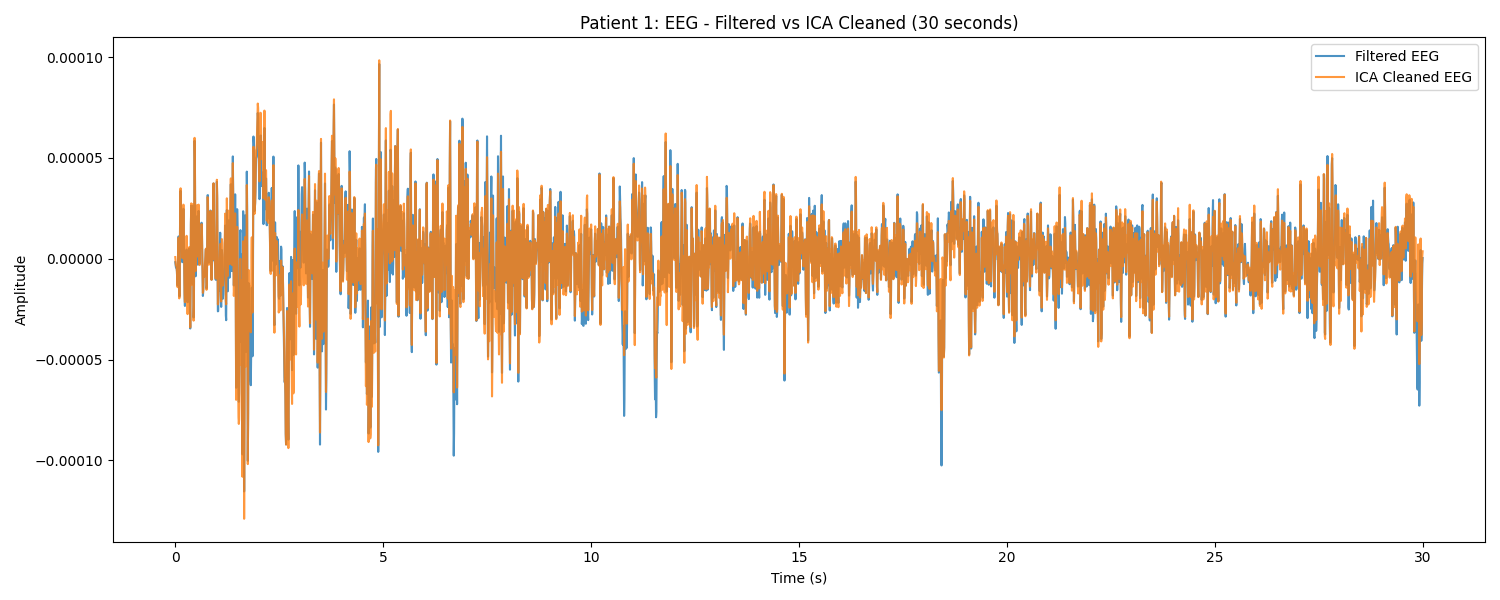 Patient 1: EEG - Filtered vs ICA Cleaned (30 seconds)
Filtered EEG
ICA Cleaned EEG
0.00010
0.00005
0.00000
−0.00005
−0.00010
Amplitude
0 5 10 15 20 25 30
Time (s)